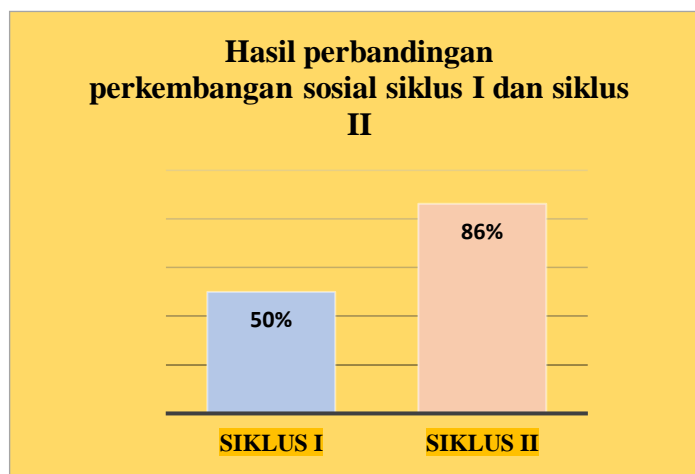 Hasil perbandingan
perkembangan sosial siklus I dan siklus
II
50%
86%
SIKLUS I
SIKLUS II